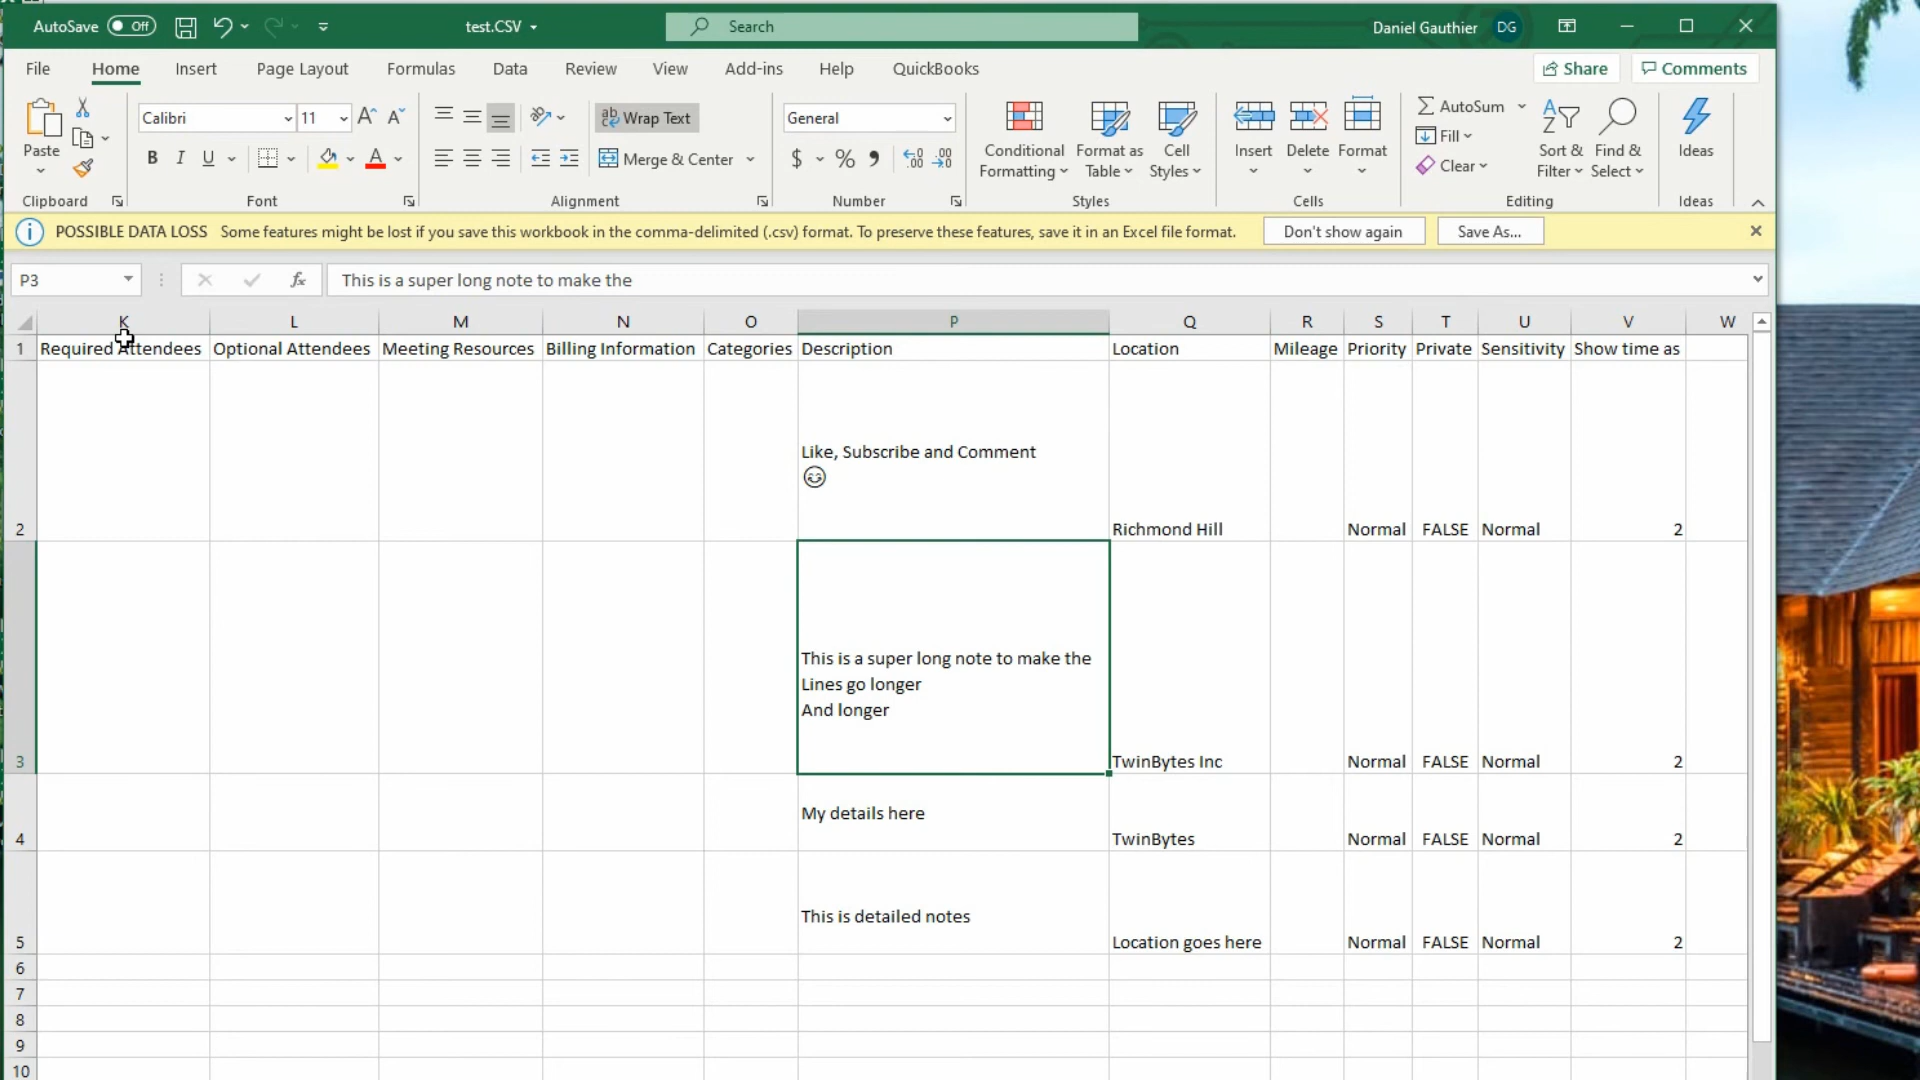 AutoSave Off test.CSV Search Daniel Gauthier DG
File Home Insert Page Layout Formulas Data Review View Add-ins Help QuickBooks Share Comments
Paste
Clipboard
Calibri 11
B I U A
Font
ab Wrap Text
Merge & Center
Alignment
General
$ % 9 .00 .00
Number
Conditional Formatting
Format as Table
Cell Styles
Styles
Insert Delete Format
Cells
AutoSum
Fill
Clear
Sort & Filter
Find & Select
Editing
Ideas
Ideas
POSSIBLE DATA LOSS Some features might be lost if you save this workbook in the comma-delimited (.csv) format. To preserve these features, save it in an Excel file format. Don't show again Save As...
P3 fx This is a super long note to make the
K L M N O P Q R S T U V W
1 Required Attendees Optional Attendees Meeting Resources Billing Information Categories Description Location Mileage Priority Private Sensitivity Show time as
Like, Subscribe and Comment
😊
2 Richmond Hill Normal FALSE Normal 2
This is a super long note to make the
Lines go longer
And longer
3 TwinBytes Inc Normal FALSE Normal 2
My details here
4 TwinBytes Normal FALSE Normal 2
This is detailed notes
5 Location goes here Normal FALSE Normal 2
6
7
8
9
10